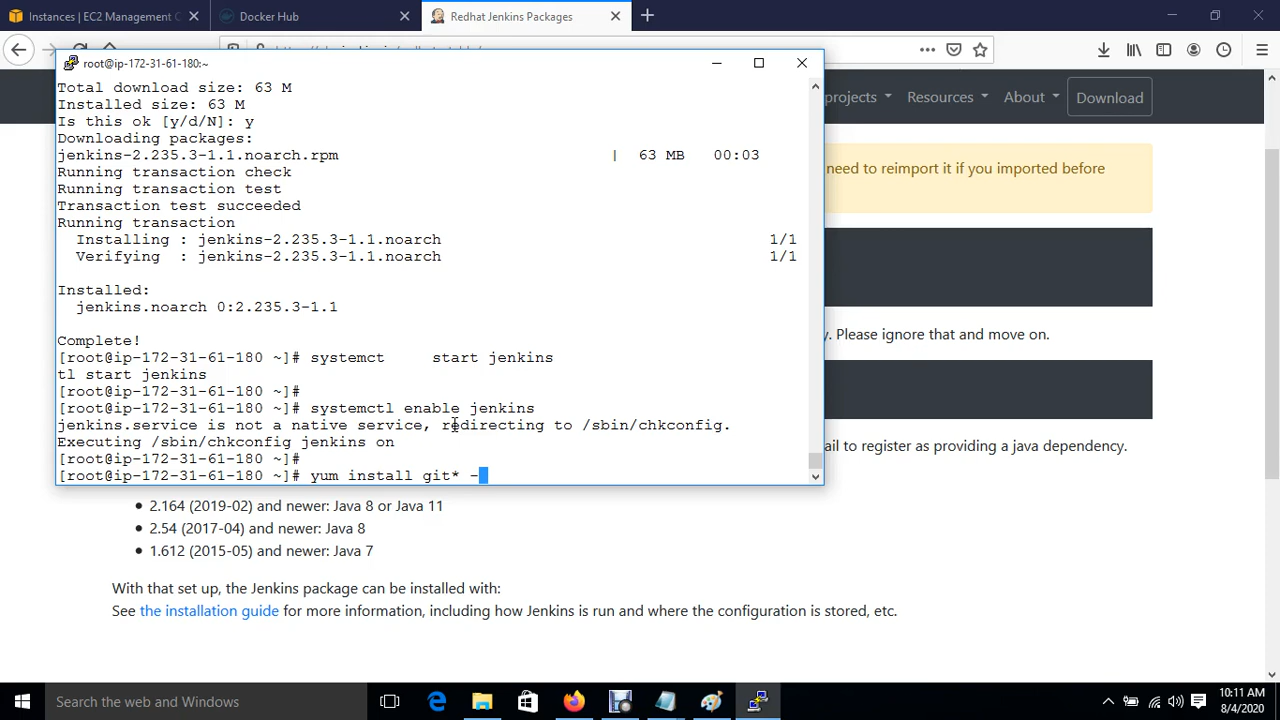 Instances | EC2 Management C
Docker Hub
Redhat Jenkins Packages
root@ip-172-31-61-180:~
Total download size: 63 M
Installed size: 63 M
Is this ok [y/d/N]: y
Downloading packages:
jenkins-2.235.3-1.1.noarch.rpm | 63 MB 00:03
Running transaction check
Running transaction test
Transaction test succeeded
Running transaction
Installing : jenkins-2.235.3-1.1.noarch 1/1
Verifying : jenkins-2.235.3-1.1.noarch 1/1
Installed:
jenkins.noarch 0:2.235.3-1.1
Complete!
[root@ip-172-31-61-180 ~]# systemct start jenkins
tl start jenkins
[root@ip-172-31-61-180 ~]#
[root@ip-172-31-61-180 ~]# systemctl enable jenkins
jenkins.service is not a native service, redirecting to /sbin/chkconfig.
Executing /sbin/chkconfig jenkins on
[root@ip-172-31-61-180 ~]#
[root@ip-172-31-61-180 ~]# yum install git* -
projects Resources About Download
need to reimport it if you imported before
y. Please ignore that and move on.
ail to register as providing a java dependency.
2.164 (2019-02) and newer: Java 8 or Java 11
2.54 (2017-04) and newer: Java 8
1.612 (2015-05) and newer: Java 7
With that set up, the Jenkins package can be installed with:
See the installation guide for more information, including how Jenkins is run and where the configuration is stored, etc.
Search the web and Windows
10:11 AM
8/4/2020